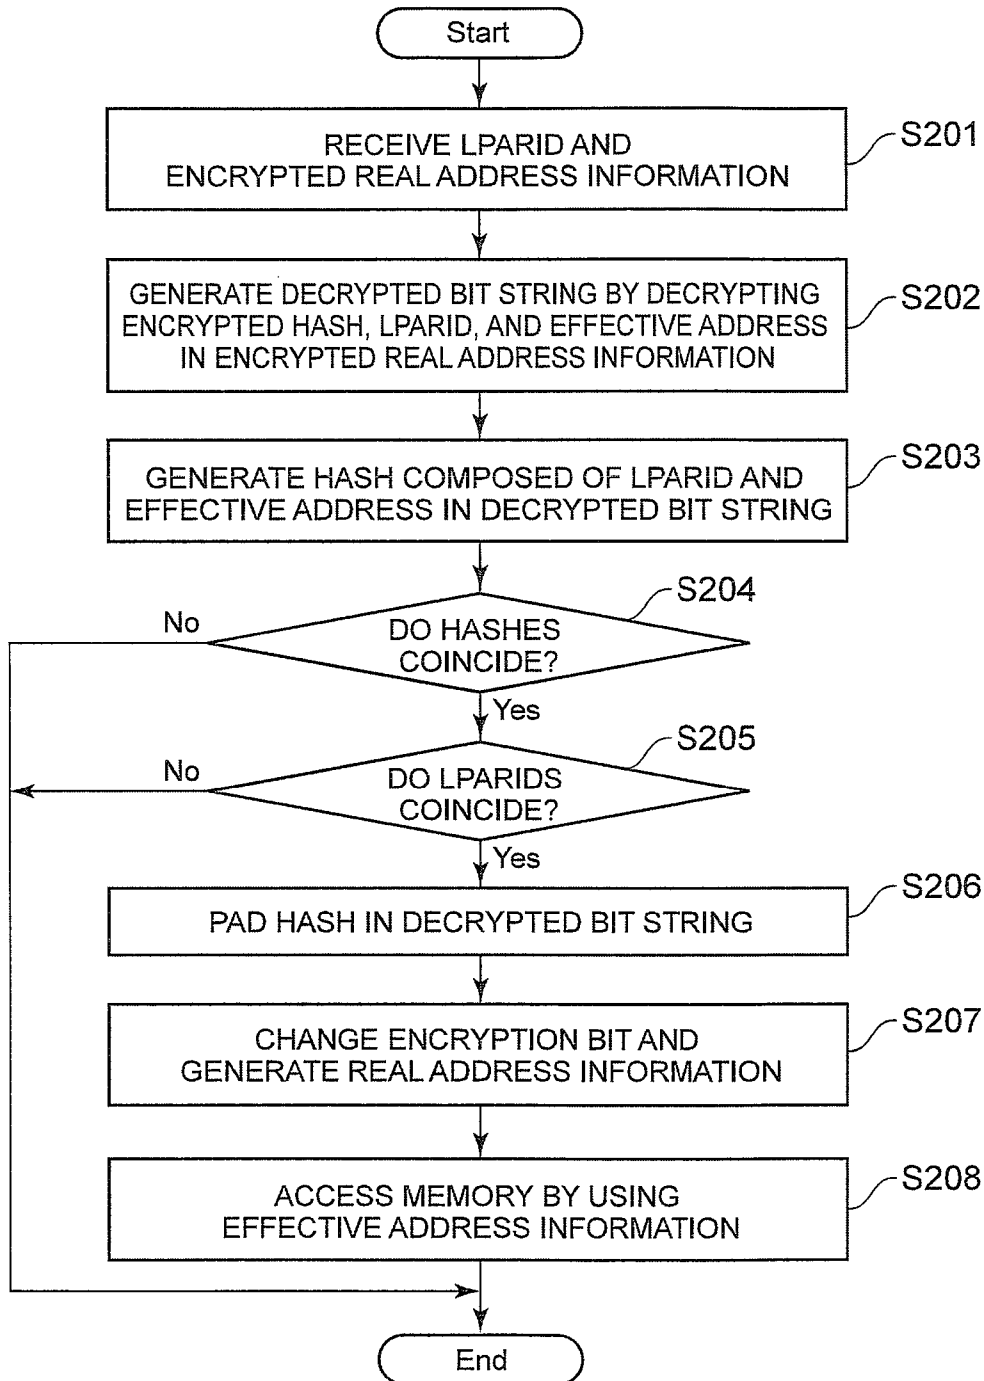 Start
RECEIVE LPARID AND
ENCRYPTED REAL ADDRESS INFORMATION
S201
GENERATE DECRYPTED BIT STRING BY DECRYPTING
ENCRYPTED HASH, LPARID, AND EFFECTIVE ADDRESS
IN ENCRYPTED REAL ADDRESS INFORMATION
S202
GENERATE HASH COMPOSED OF LPARID AND
EFFECTIVE ADDRESS IN DECRYPTED BIT STRING
S203
S204
No
DO HASHES
COINCIDE?
Yes
S205
No
DO LPARIDS
COINCIDE?
Yes
S206
PAD HASH IN DECRYPTED BIT STRING
S207
CHANGE ENCRYPTION BIT AND
GENERATE REAL ADDRESS INFORMATION
S208
ACCESS MEMORY BY USING
EFFECTIVE ADDRESS INFORMATION
End